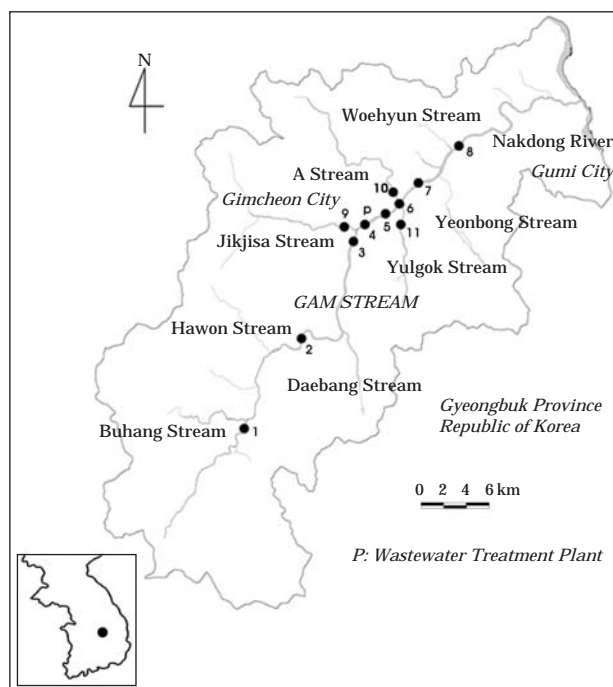 N
Woehyun Stream
8
Nakdong River
A Stream
10
7
Gumi City
Gimcheon City
p
6
9
4
5
11
Yeonbong Stream
Jikjisa Stream
3
Yulgok Stream
GAM STREAM
Hawon Stream
2
Daebang Stream
Buhang Stream
1
Gyeongbuk Province
Republic of Korea
0 2 4 6 km
P: Wastewater Treatment Plant